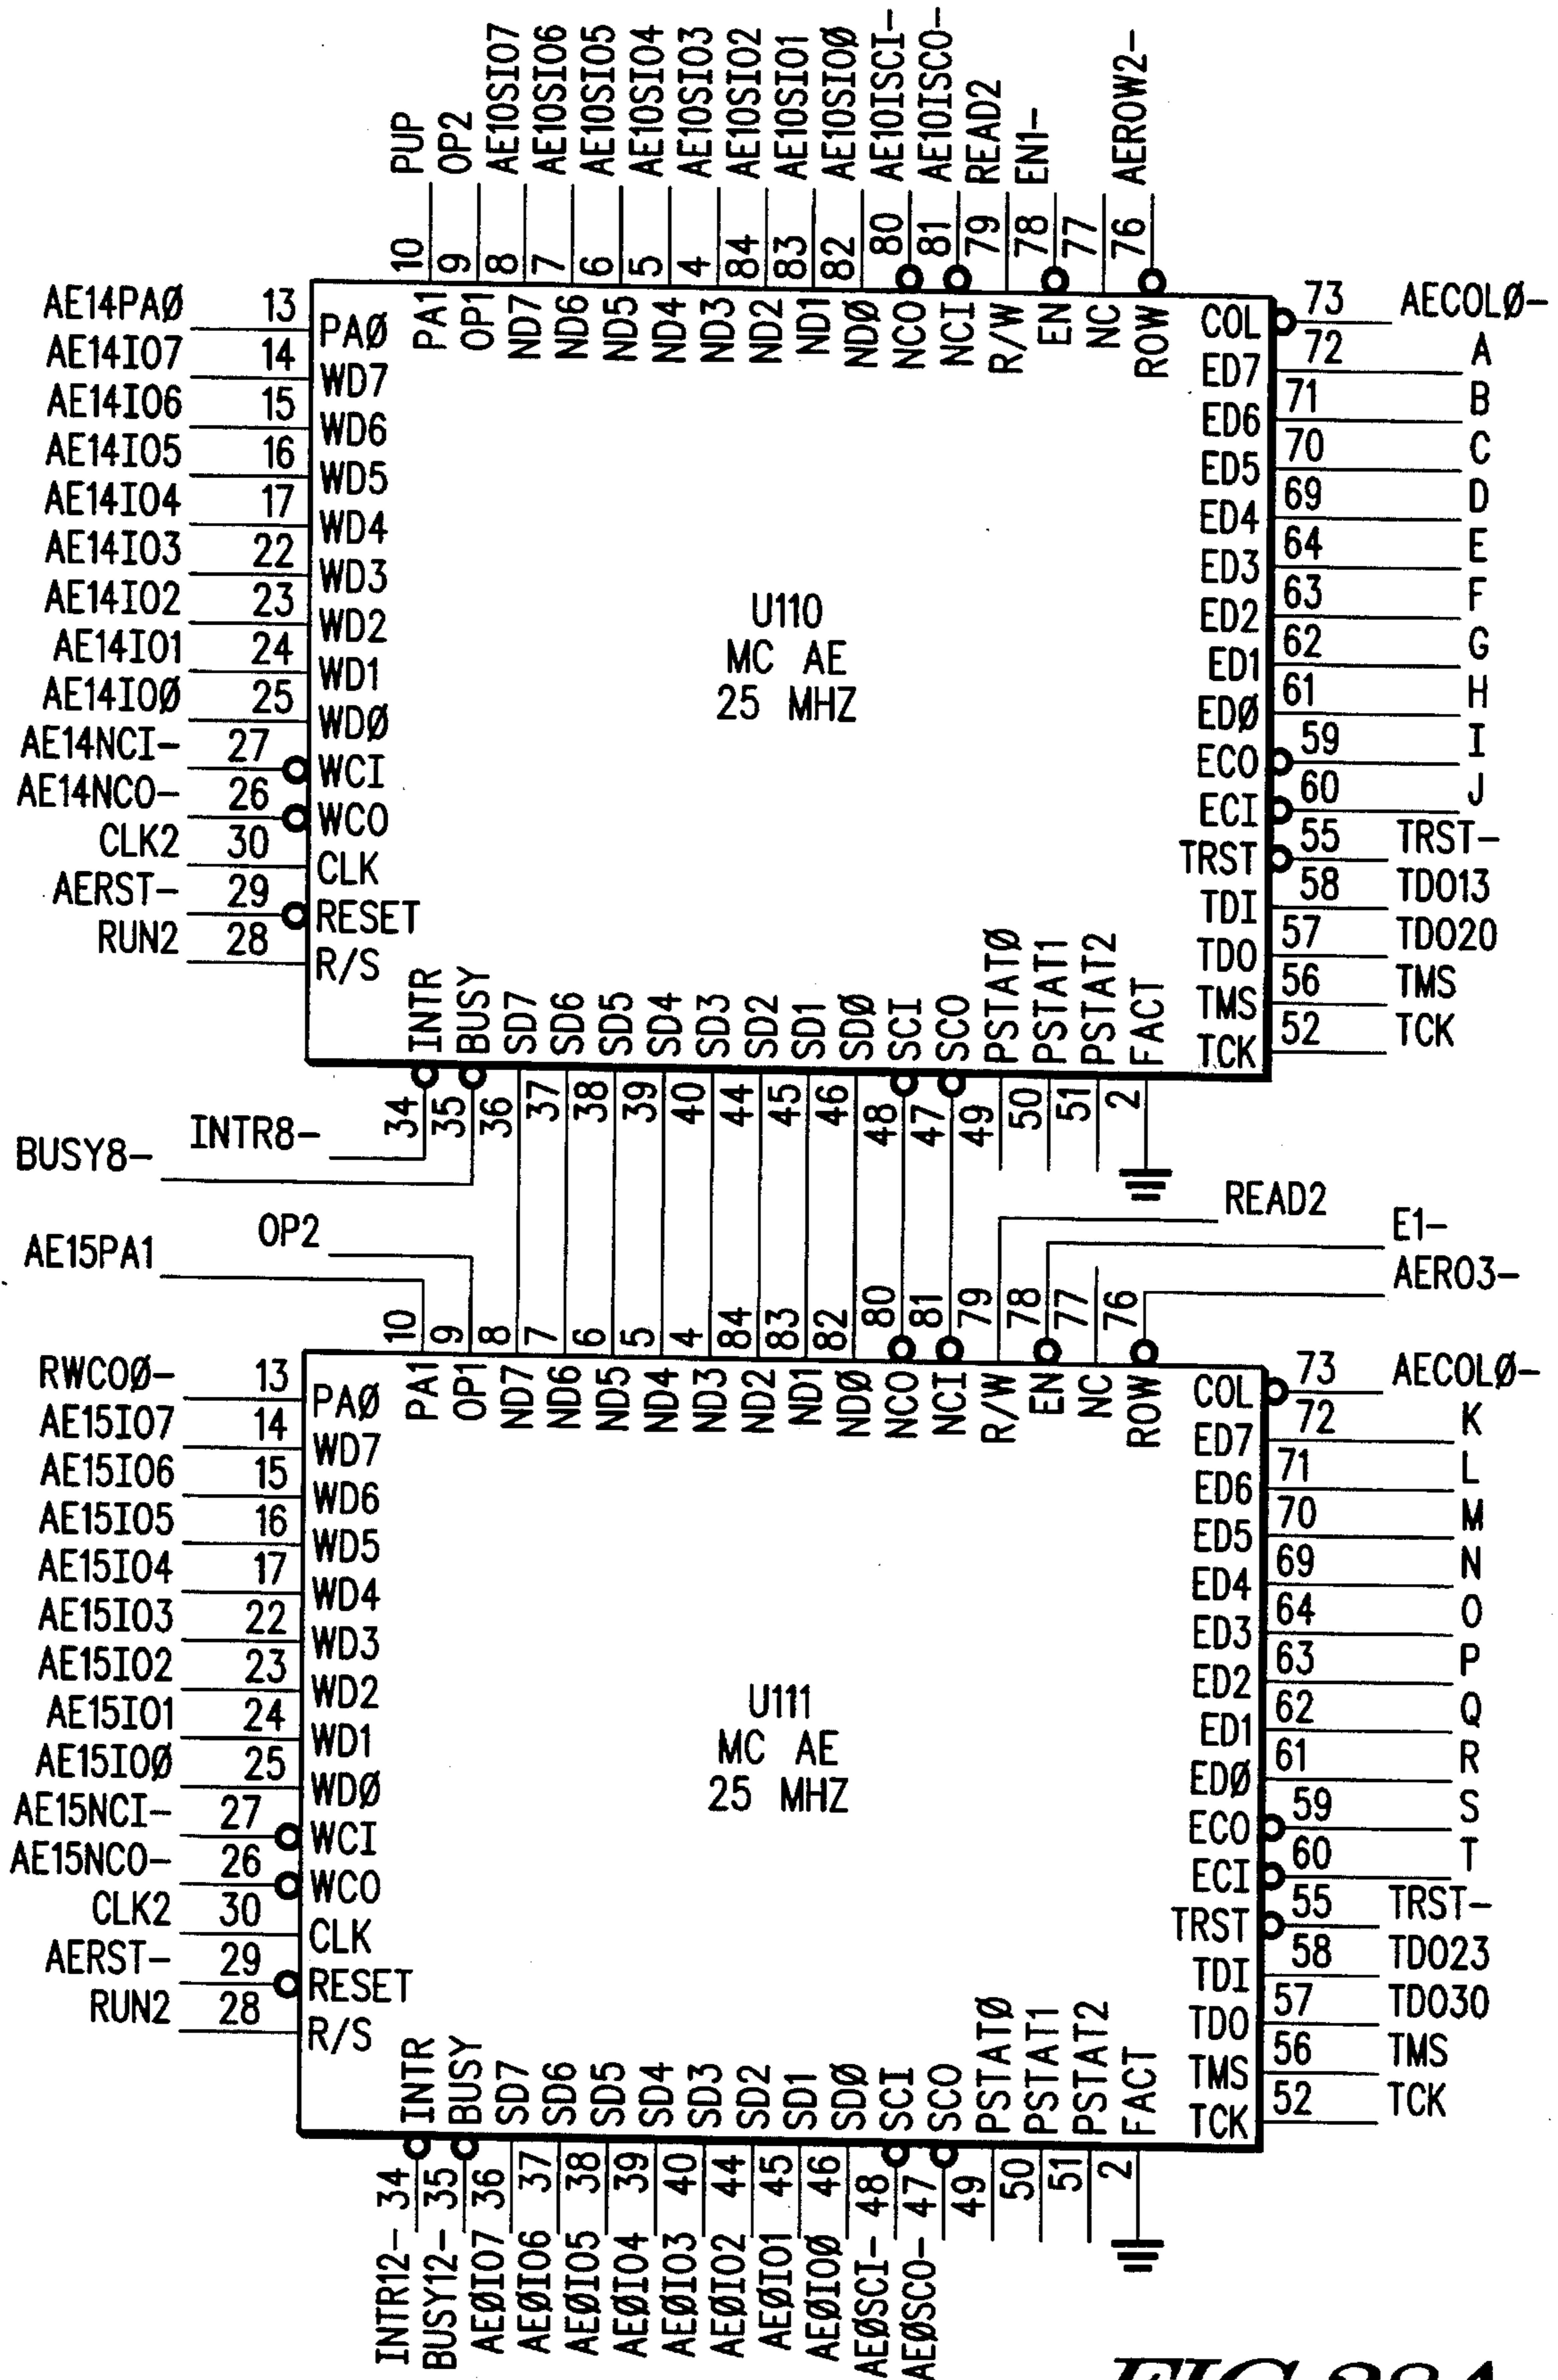 PUP
OP2
AE10SIO7
AE10SIO6
AE10SIO5
AE10SIO4
AE10SIO3
AE10SIO2
AE10SIO1
AE10SIOØ
AE10ISCI-
AE10ISCO-
READ2
EN1-
AEROW2-
10 9 8 7 6 5 4 84 83 82 80 81 79 78 77 76
PA1 OP1 ND7 ND6 ND5 ND4 ND3 ND2 ND1 NDØ NCO NCI R/W EN NC ROW
AE14PAØ 13 PAØ
AE14IO7 14 WD7
AE14IO6 15 WD6
AE14IO5 16 WD5
AE14IO4 17 WD4
AE14IO3 22 WD3
AE14IO2 23 WD2
AE14IO1 24 WD1
AE14IOØ 25 WDØ
AE14NCI- 27 WCI
AE14NCO- 26 WCO
CLK2 30 CLK
AERST- 29 RESET
RUN2 28 R/S
U110
MC AE
25 MHZ
COL 73 AECOLØ-
ED7 72 A
ED6 71 B
ED5 70 C
ED4 69 D
ED3 64 E
ED2 63 F
ED1 62 G
EDØ 61 H
ECO 59 I
ECI 60 J
TRST 55 TRST-
TDI 58 TDO13
TDO 57 TDO20
TMS 56 TMS
TCK 52 TCK
INTR BUSY SD7 SD6 SD5 SD4 SD3 SD2 SD1 SDØ SCI SCO PSTATØ PSTAT1 PSTAT2 FACT
34 35 36 37 38 39 40 44 45 46 48 47 49 50 51 2
INTR8-
BUSY8-
READ2
OP2
E1-
AE15PA1
AERO3-
10 9 8 7 6 5 4 84 83 82 80 81 79 78 77 76
PA1 OP1 ND7 ND6 ND5 ND4 ND3 ND2 ND1 NDØ NCO NCI R/W EN NC ROW
RWCOØ- 13 PAØ
AE15IO7 14 WD7
AE15IO6 15 WD6
AE15IO5 16 WD5
AE15IO4 17 WD4
AE15IO3 22 WD3
AE15IO2 23 WD2
AE15IO1 24 WD1
AE15IOØ 25 WDØ
AE15NCI- 27 WCI
AE15NCO- 26 WCO
CLK2 30 CLK
AERST- 29 RESET
RUN2 28 R/S
U111
MC AE
25 MHZ
COL 73 AECOLØ-
ED7 72 K
ED6 71 L
ED5 70 M
ED4 69 N
ED3 64 O
ED2 63 P
ED1 62 Q
EDØ 61 R
ECO 59 S
ECI 60 T
TRST 55 TRST-
TDI 58 TDO23
TDO 57 TDO30
TMS 56 TMS
TCK 52 TCK
INTR BUSY SD7 SD6 SD5 SD4 SD3 SD2 SD1 SDØ SCI SCO PSTATØ PSTAT1 PSTAT2 FACT
34 35 36 37 38 39 40 44 45 46 48 47 49 50 51 2
INTR12-
BUSY12-
AEØIO7
AEØIO6
AEØIO5
AEØIO4
AEØIO3
AEØIO2
AEØIO1
AEØIOØ
AEØSCI-
AEØSCO-